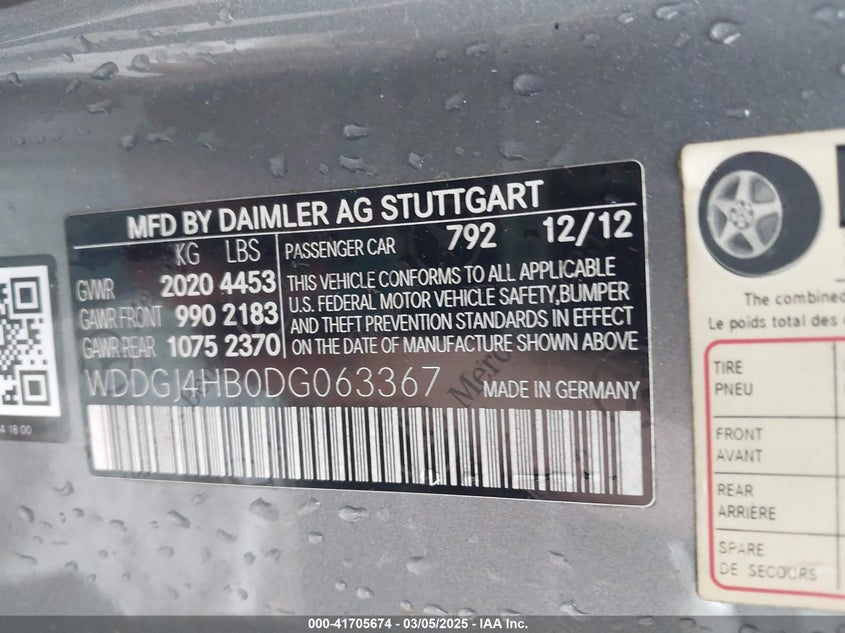 MFD BY DAIMLER AG STUTTGART
KG LBS
PASSENGER CAR 792 12/12
GVWR 2020 4453
GAWR FRONT 990 2183
GAWR REAR 1075 2370
THIS VEHICLE CONFORMS TO ALL APPLICABLE
U.S. FEDERAL MOTOR VEHICLE SAFETY,BUMPER
AND THEFT PREVENTION STANDARDS IN EFFECT
ON THE DATE OF MANUFACTURE SHOWN ABOVE
WDDGJ4HB0DG063367 MADE IN GERMANY
18:00
The combined
Le poids total des
TIRE
PNEU
FRONT
AVANT
REAR
ARRIÈRE
SPARE
DE SECOURS
000-41705674 - 03/05/2025 - IAA Inc.